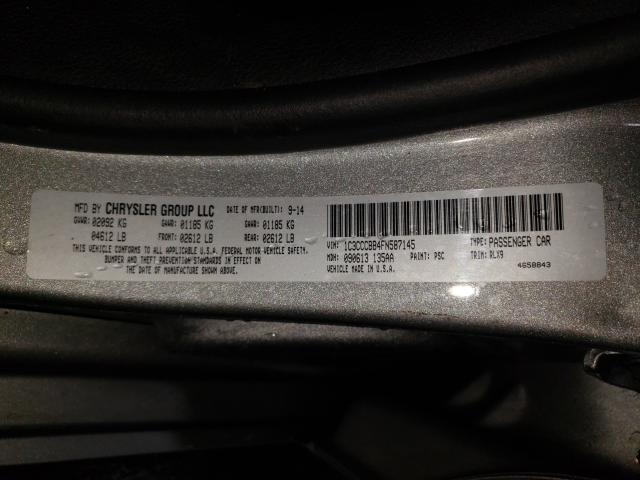 MFD BY CHRYSLER GROUP LLC DATE OF MFR(BUILT): 9-14
GVWR: 02092 KG GAWR: 01185 KG GAWR: 01185 KG
04612 LB FRONT: 02612 LB REAR: 02612 LB
THIS VEHICLE CONFORMS TO ALL APPLICABLE U.S.A. FEDERAL MOTOR VEHICLE SAFETY,
BUMPER AND THEFT PREVENTION STANDARDS IN EFFECT ON
THE DATE OF MANUFACTURE SHOWN ABOVE.
VIN: 1C3CCCBB4FN587145 TYPE: PASSENGER CAR
MDH: 090613 135AA PAINT: PSC TRIM: RLX9
VEHICLE MADE IN U.S.A. 4658843